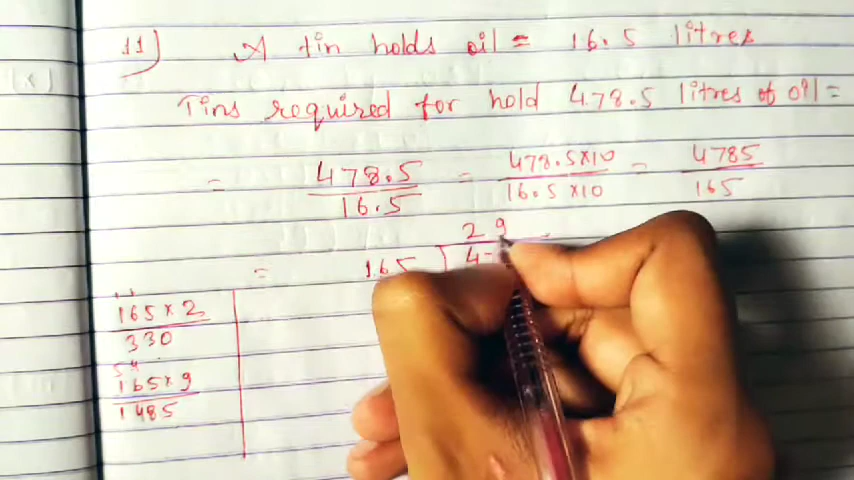 11) A tin holds oil = 16.5 litres
Tins required for hold 478.5 litres of oil =
= 478.5/16.5 = 478.5×10/16.5×10 = 4785/165
29
= 165 4
165×2
330
165×9
1485